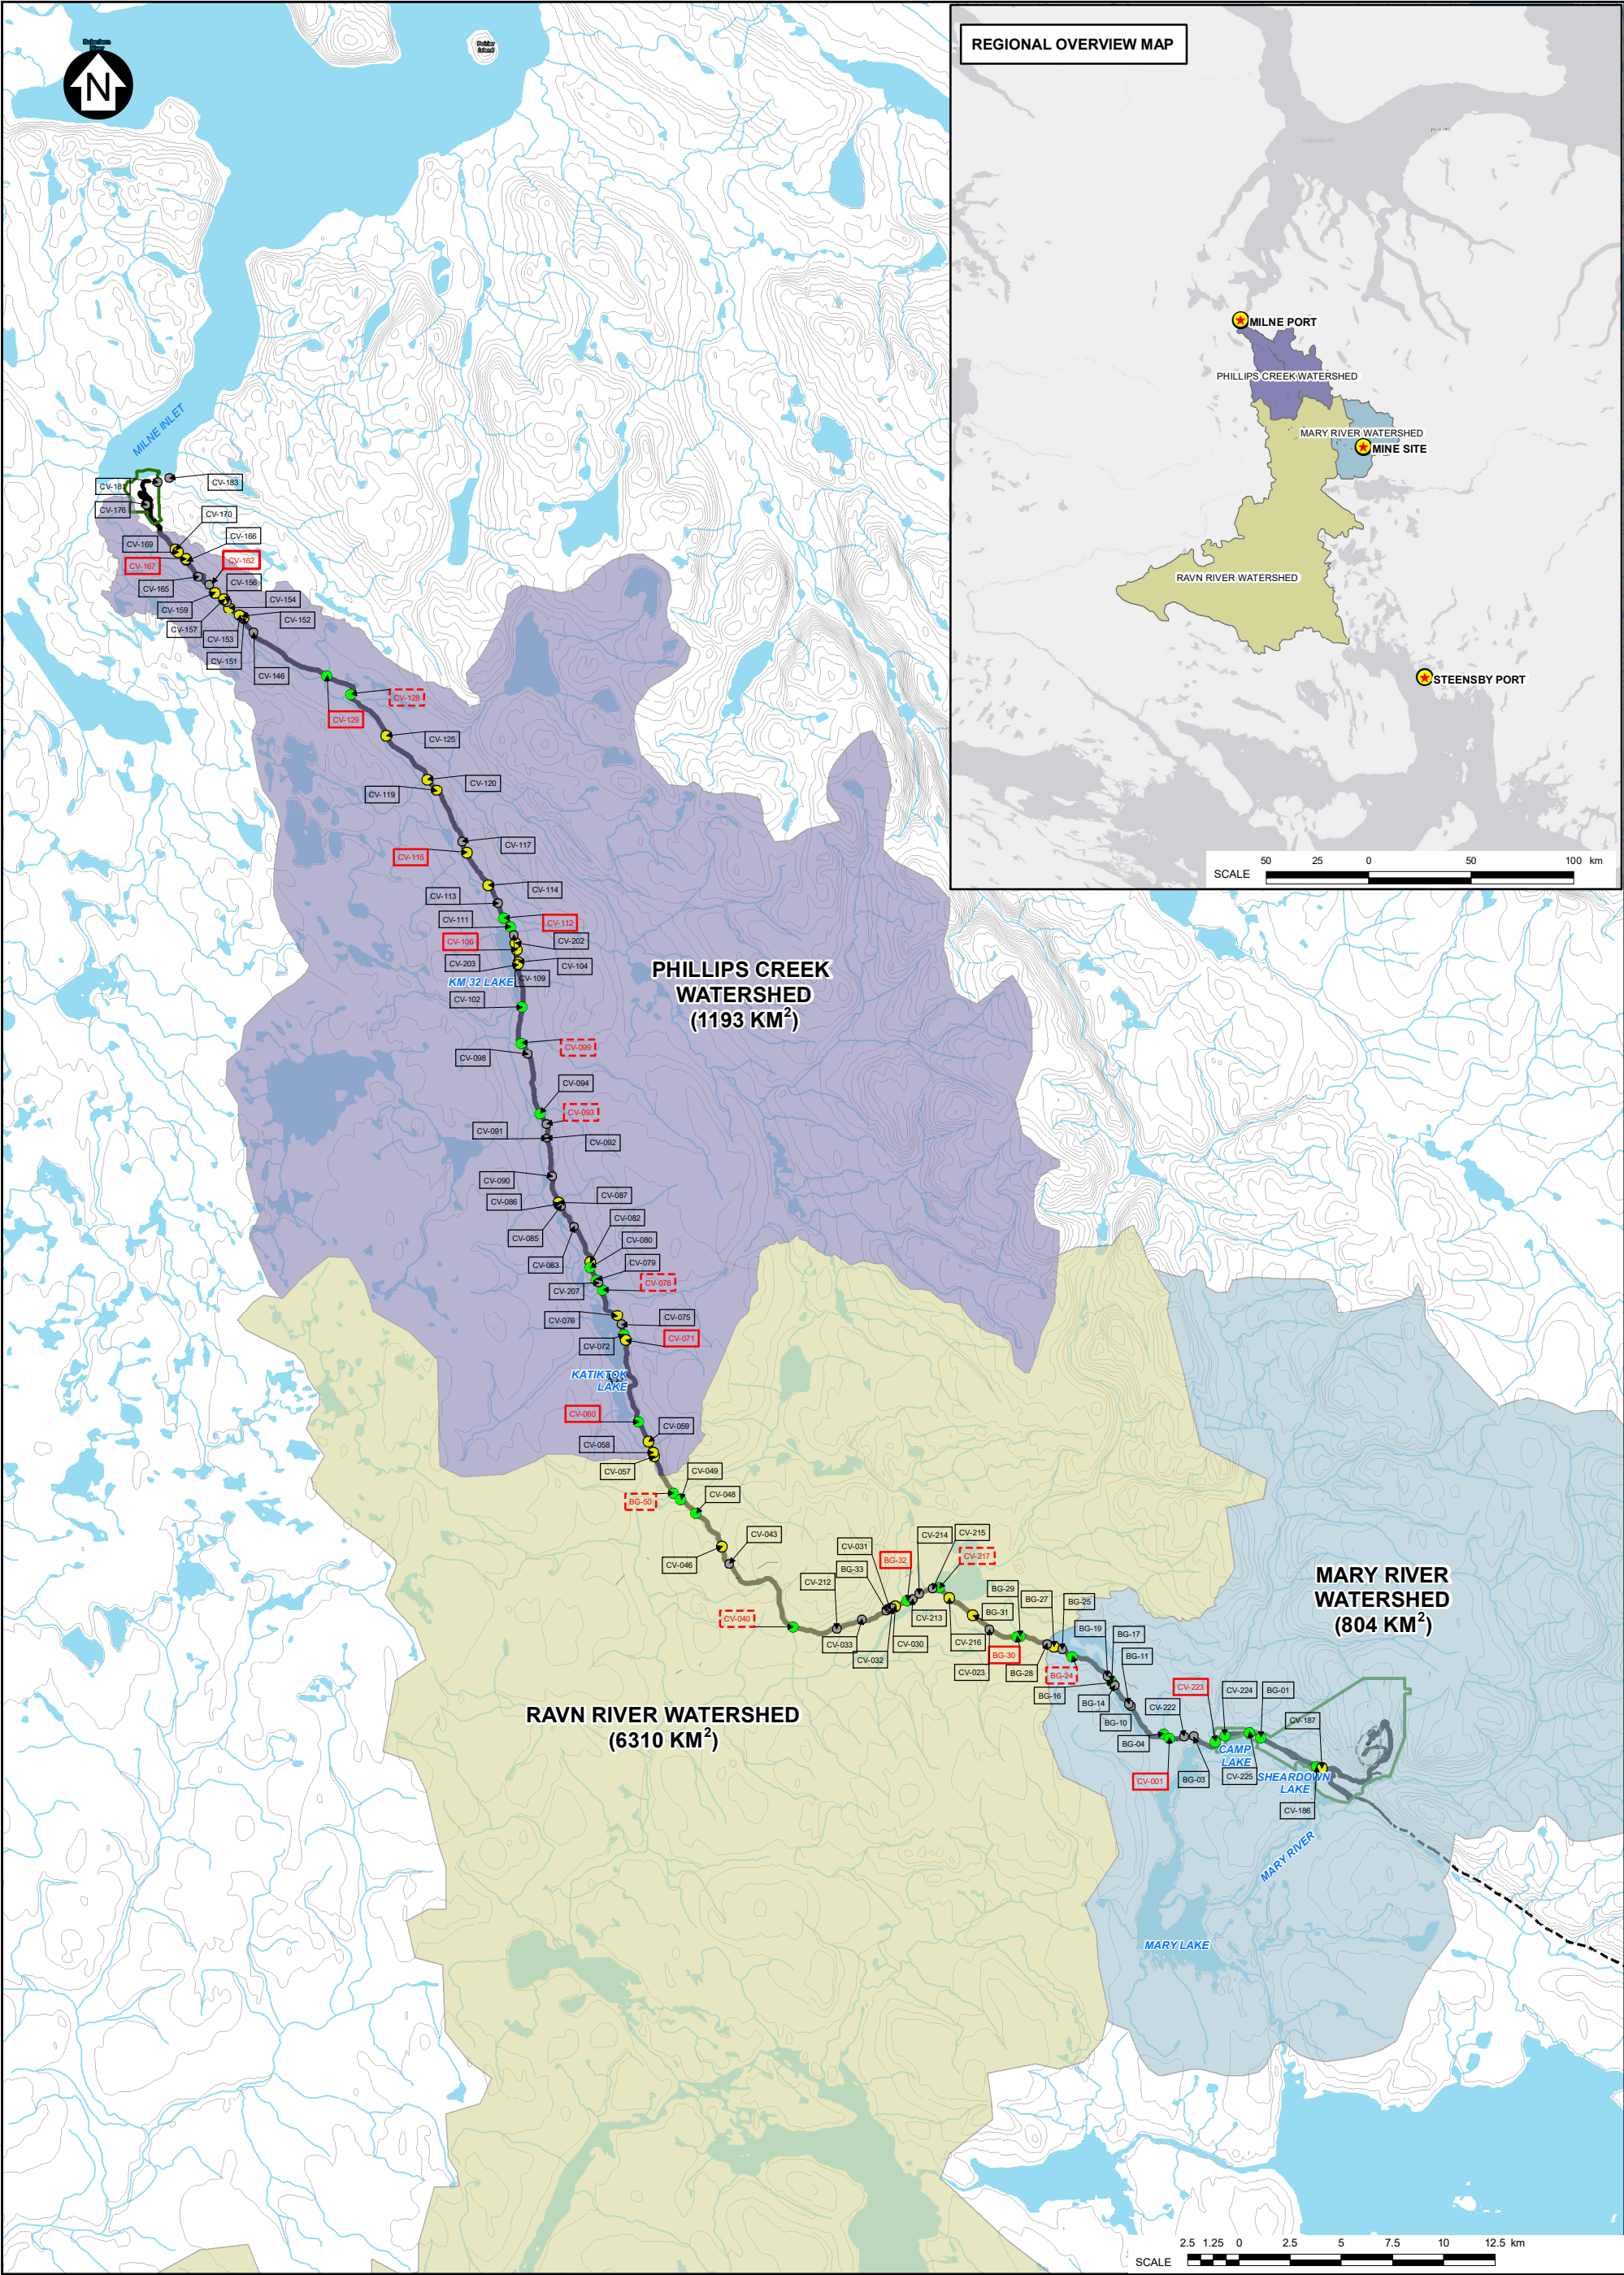 REGIONAL OVERVIEW MAP
N
MILNE PORT
PHILLIPS CREEK WATERSHED
MARY RIVER WATERSHED
MINE SITE
RAVN RIVER WATERSHED
STEENSBY PORT
50 25 0 50 100 km
SCALE
MILNE INLET
CV-181
CV-183
CV-176
CV-170
CV-169
CV-166
CV-167
CV-162
CV-165
CV-156
CV-159
CV-154
CV-157
CV-152
CV-153
CV-151
CV-146
CV-128
CV-129
CV-125
CV-120
CV-119
CV-117
CV-115
CV-114
CV-113
CV-111
CV-112
CV-106
CV-202
CV-203
CV-104
CV-109
KM 32 LAKE
PHILLIPS CREEK
WATERSHED
(1193 KM2)
CV-102
CV-099
CV-098
CV-094
CV-093
CV-091
CV-092
CV-090
CV-087
CV-086
CV-082
CV-085
CV-080
CV-083
CV-079
CV-078
CV-207
CV-076
CV-075
CV-071
CV-072
KATIKTOK
LAKE
CV-060
CV-059
CV-058
CV-057
CV-049
BG-50
CV-048
CV-043
CV-046
CV-040
CV-212
CV-031
BG-33
BG-32
CV-214
CV-215
CV-217
CV-033
CV-032
CV-030
CV-213
BG-29
BG-27
BG-25
BG-31
CV-216
BG-30
CV-023
BG-28
BG-24
BG-19
BG-17
BG-11
BG-16
BG-14
BG-10
BG-04
CV-222
CV-223
CV-224
BG-01
CV-187
CV-001
BG-03
CV-225
CV-186
CAMP
LAKE
SHEARDOWN
LAKE
MARY RIVER
WATERSHED
(804 KM2)
RAVN RIVER WATERSHED
(6310 KM2)
MARY RIVER
MARY LAKE
2.5 1.25 0 2.5 5 7.5 10 12.5 km
SCALE